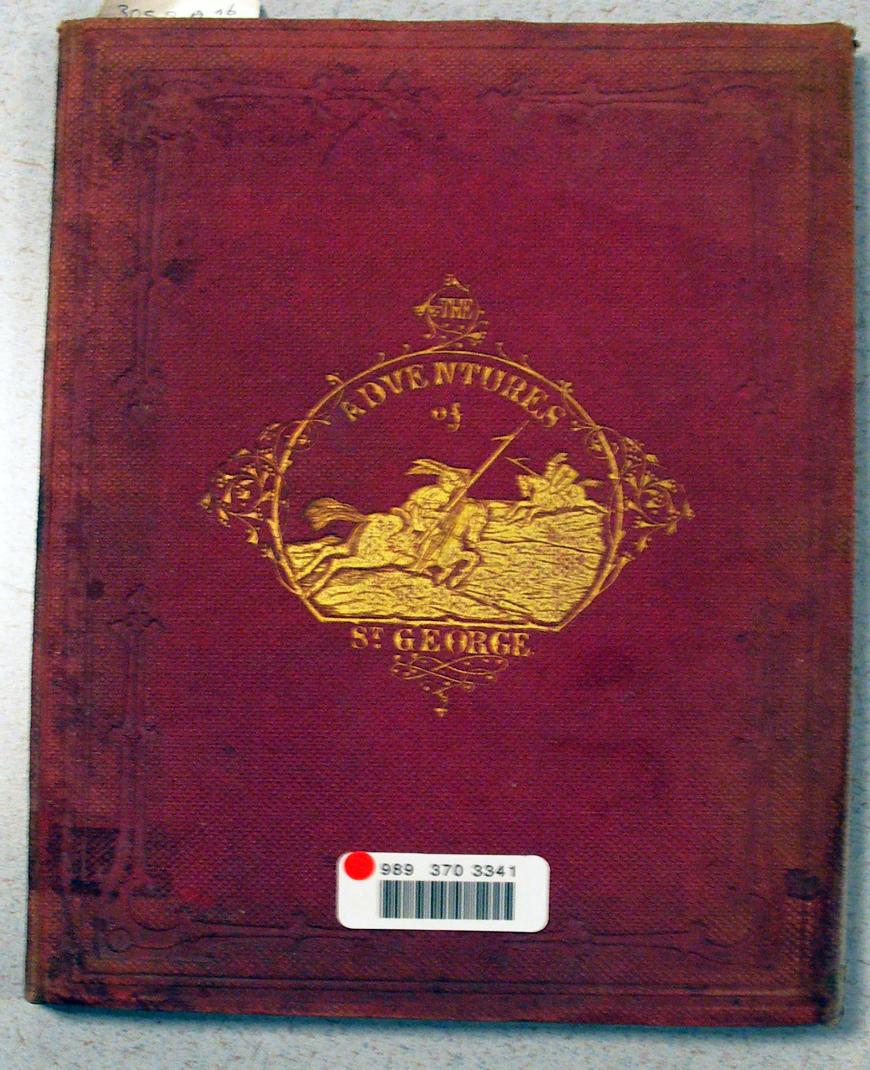 THE
ADVENTURES
of
ST GEORGE
989 370 3341